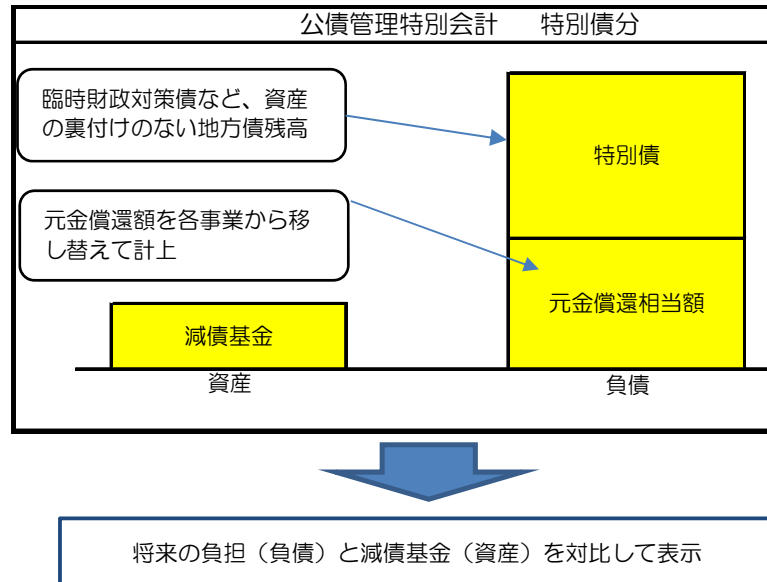 公債管理特別会計　特別債分
臨時財政対策債など、資産
の裏付けのない地方債残高
特別債
元金償還額を各事業から移
し替えて計上
元金償還相当額
減債基金
資産
負債
将来の負担（負債）と減債基金（資産）を対比して表示